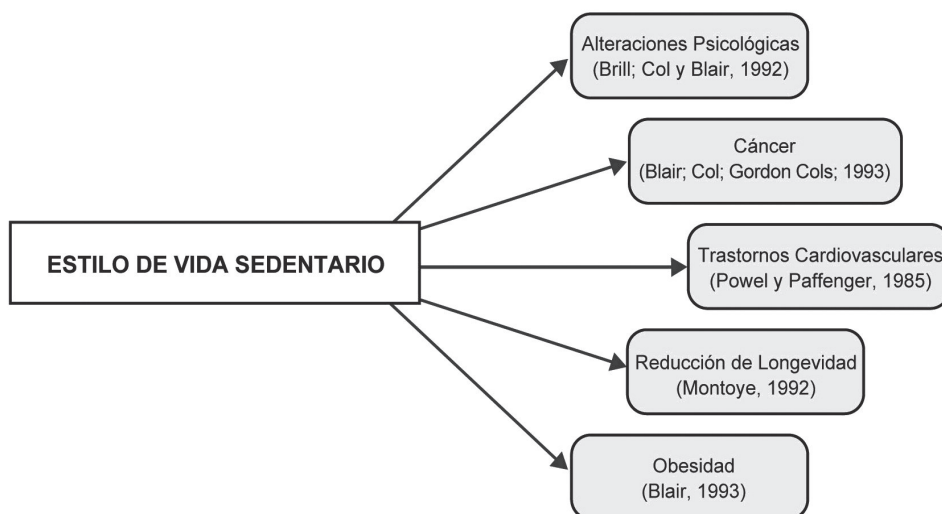 Alteraciones Psicológicas
(Brill; Col y Blair, 1992)
Cáncer
(Blair; Col; Gordon Cols; 1993)
ESTILO DE VIDA SEDENTARIO
Trastornos Cardiovasculares
(Powel y Paffenger, 1985)
Reducción de Longevidad
(Montoye, 1992)
Obesidad
(Blair, 1993)